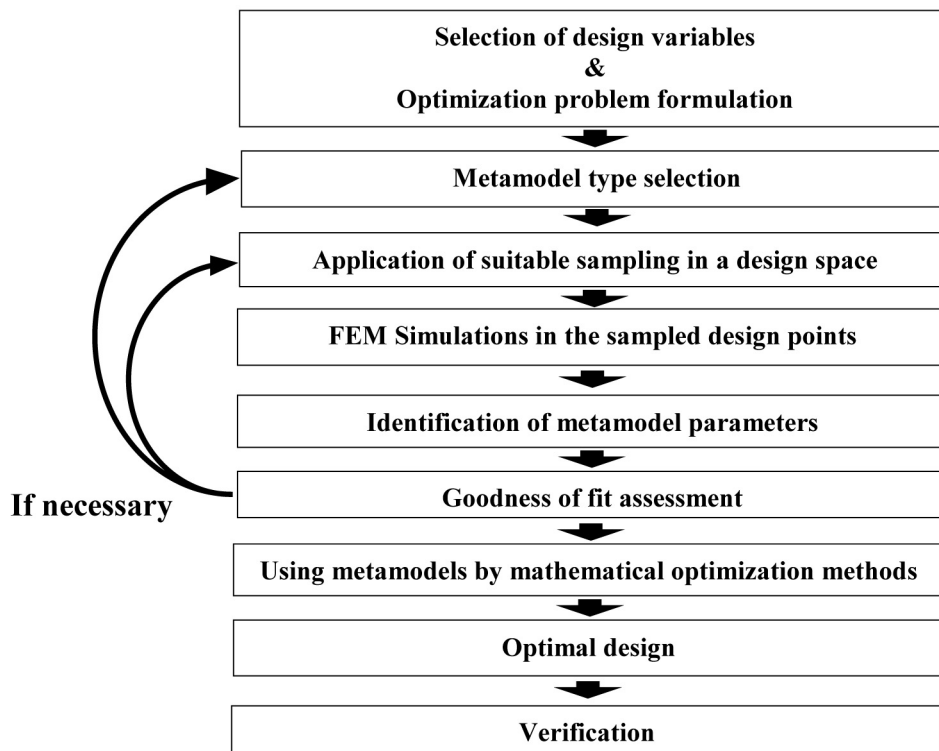 Selection of design variables
&
Optimization problem formulation
Metamodel type selection
Application of suitable sampling in a design space
FEM Simulations in the sampled design points
Identification of metamodel parameters
Goodness of fit assessment
If necessary
Using metamodels by mathematical optimization methods
Optimal design
Verification